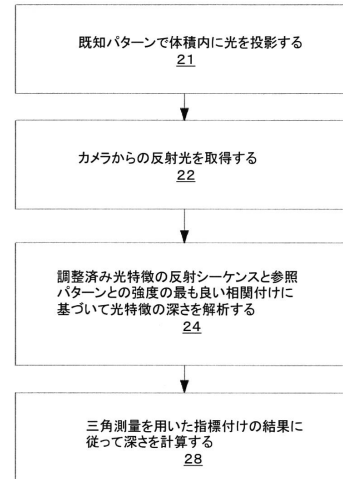 既知パターンで体積内に光を投影する
21
カメラからの反射光を取得する
22
調整済み光特徴の反射シーケンスと参照
パターンとの強度の最も良い相関付けに
基づいて光特徴の深さを解析する
24
三角測量を用いた指標付けの結果に
従って深さを計算する
28